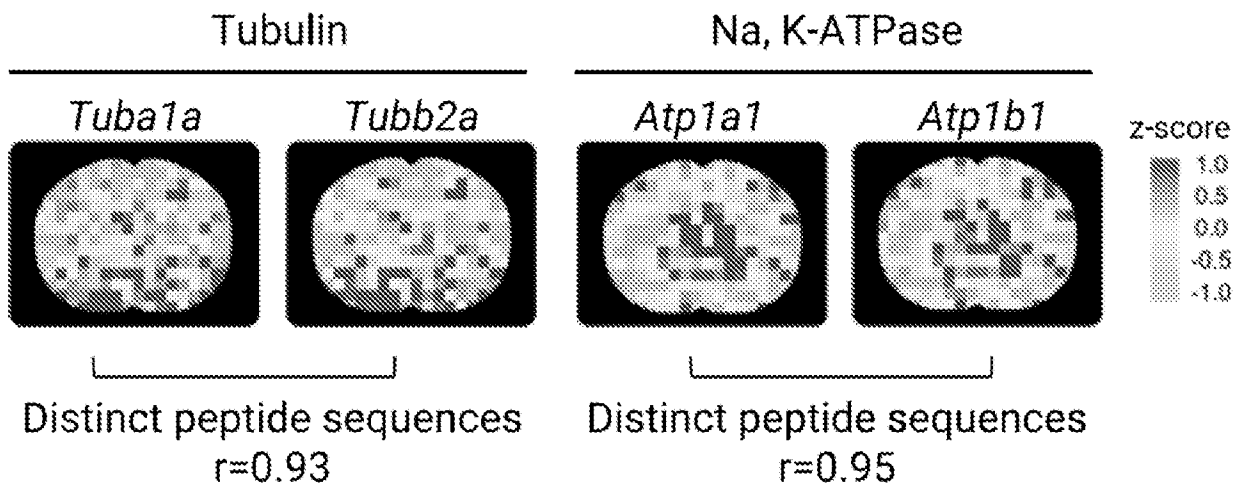 Tubulin
Na, K-ATPase
Tuba1a
Tubb2a
Atp1a1
Atp1b1
z-score
1.0
0.5
0.0
-0.5
-1.0
Distinct peptide sequences
r=0.93
Distinct peptide sequences
r=0.95